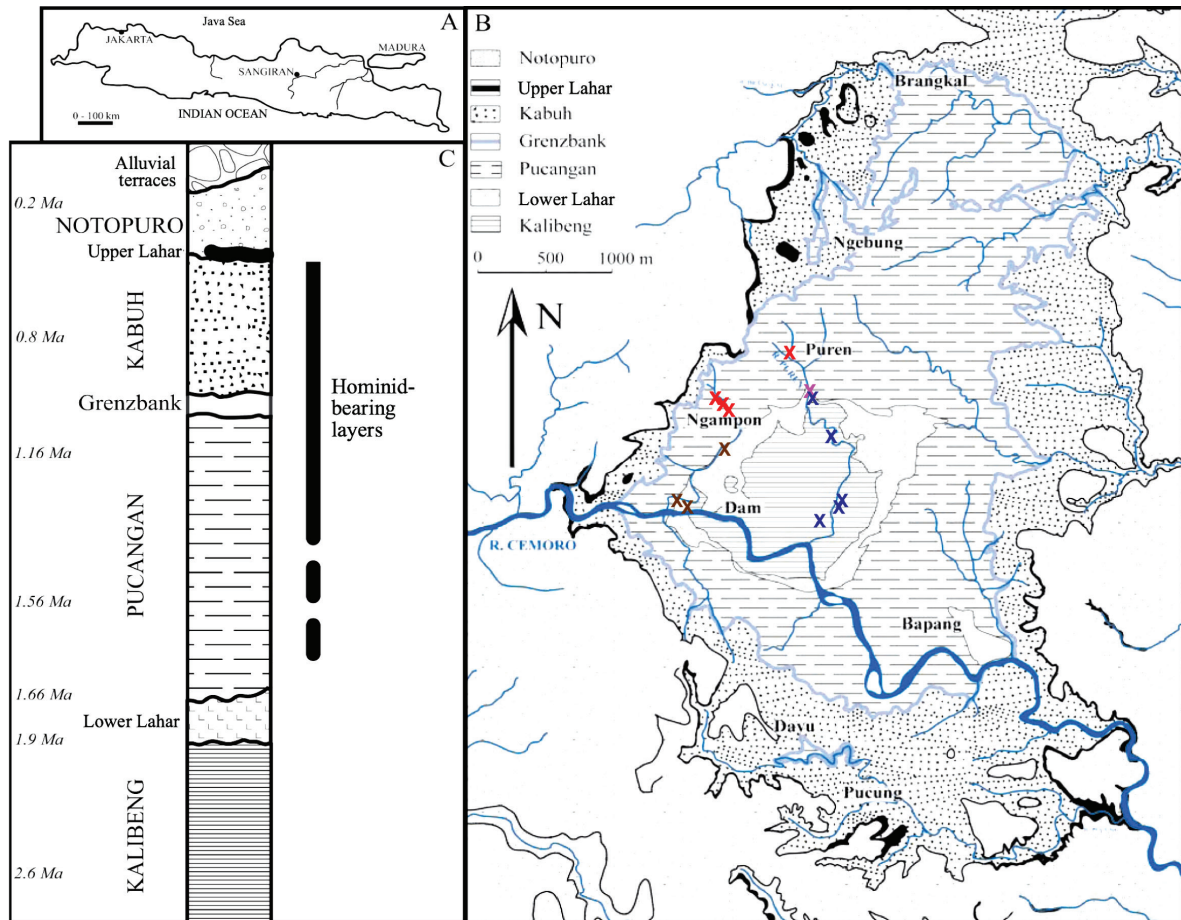 A
Java Sea
JAKARTA
MADURA
SANGIRAN
INDIAN OCEAN
0 - 100 km
C
Alluvial
terraces
0.2 Ma
NOTOPURO
Upper Lahar
KABUH
0.8 Ma
Grenzbank
Hominid-
bearing
layers
1.16 Ma
PUCANGAN
1.56 Ma
1.66 Ma
Lower Lahar
1.9 Ma
KALIBENG
2.6 Ma
B
Notopuro
Upper Lahar
Kabuh
Grenzbank
Pucangan
Lower Lahar
Kalibeng
0 500 1000 m
N
Brangkal
Ngebung
Puren
X
X
X
X
X
X
X
Ngampon
X
X
X
X
X
X
X
Dam
R. CEMORO
Bapang
Dayu
Pucung